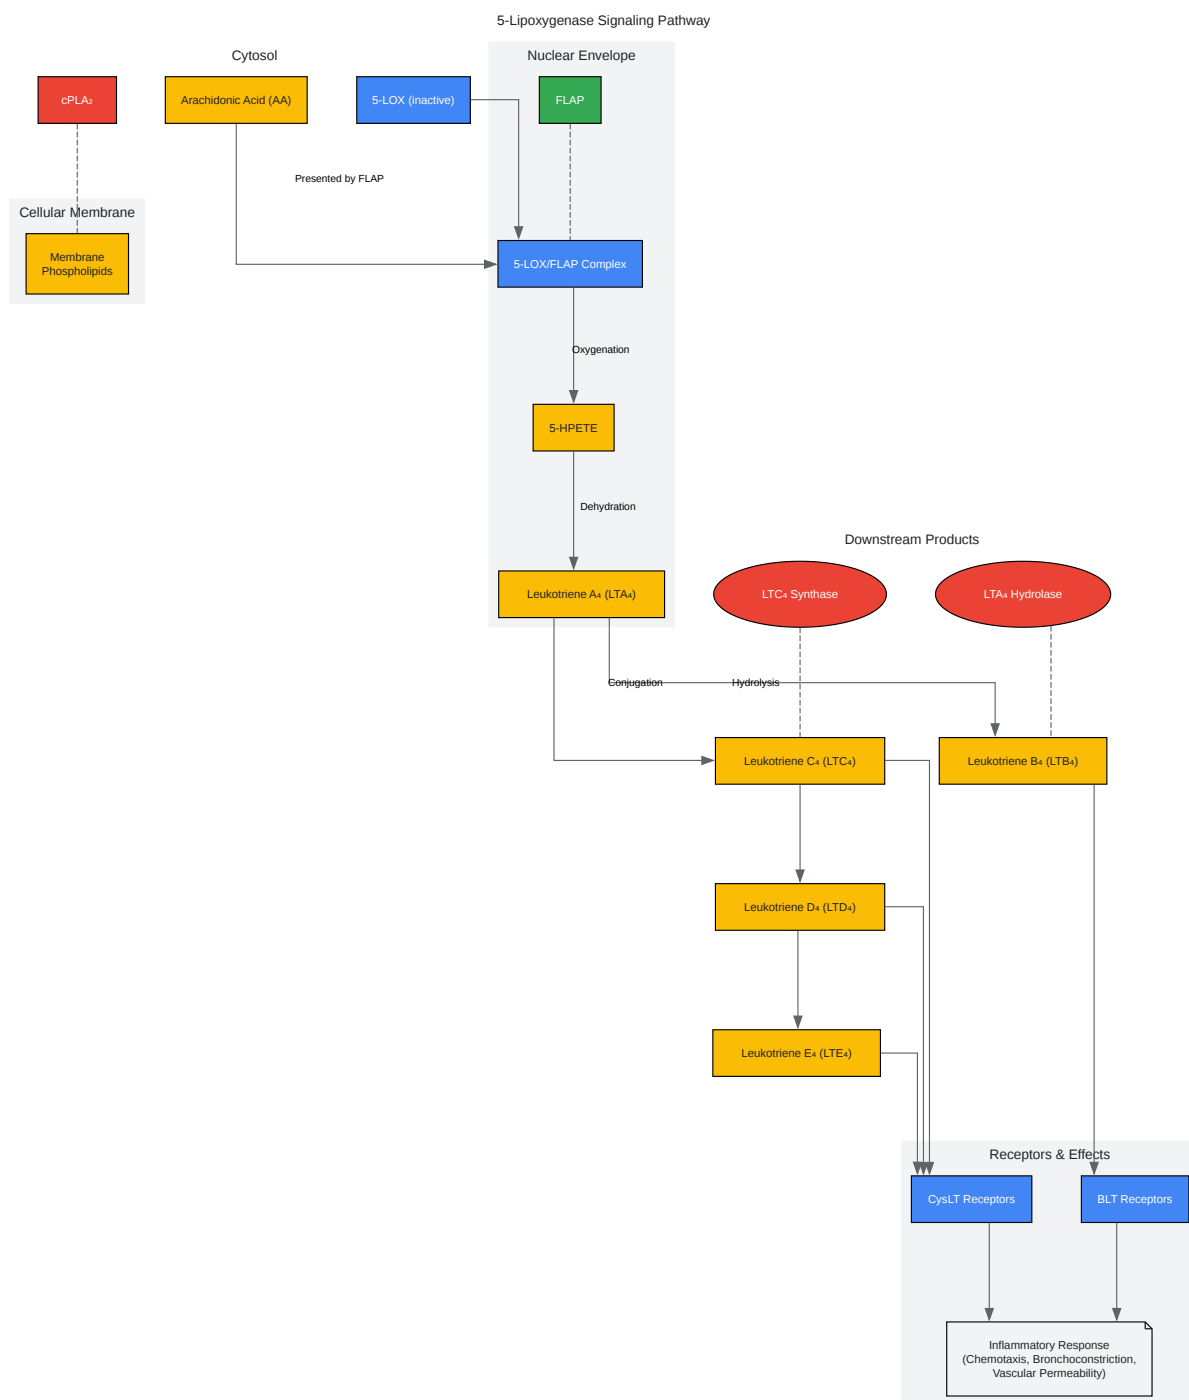 5-Lipoxygenase Signaling Pathway
Cytosol
Nuclear Envelope
cPLA₂
Arachidonic Acid (AA)
5-LOX (inactive)
FLAP
Presented by FLAP
Cellular Membrane
Membrane
Phospholipids
5-LOX/FLAP Complex
Oxygenation
5-HPETE
Dehydration
Downstream Products
Leukotriene A₄ (LTA₄)
LTC₄ Synthase
LTA₄ Hydrolase
Conjugation
Hydrolysis
Leukotriene C₄ (LTC₄)
Leukotriene B₄ (LTB₄)
Leukotriene D₄ (LTD₄)
Leukotriene E₄ (LTE₄)
Receptors & Effects
CysLT Receptors
BLT Receptors
Inflammatory Response
(Chemotaxis, Bronchoconstriction,
Vascular Permeability)